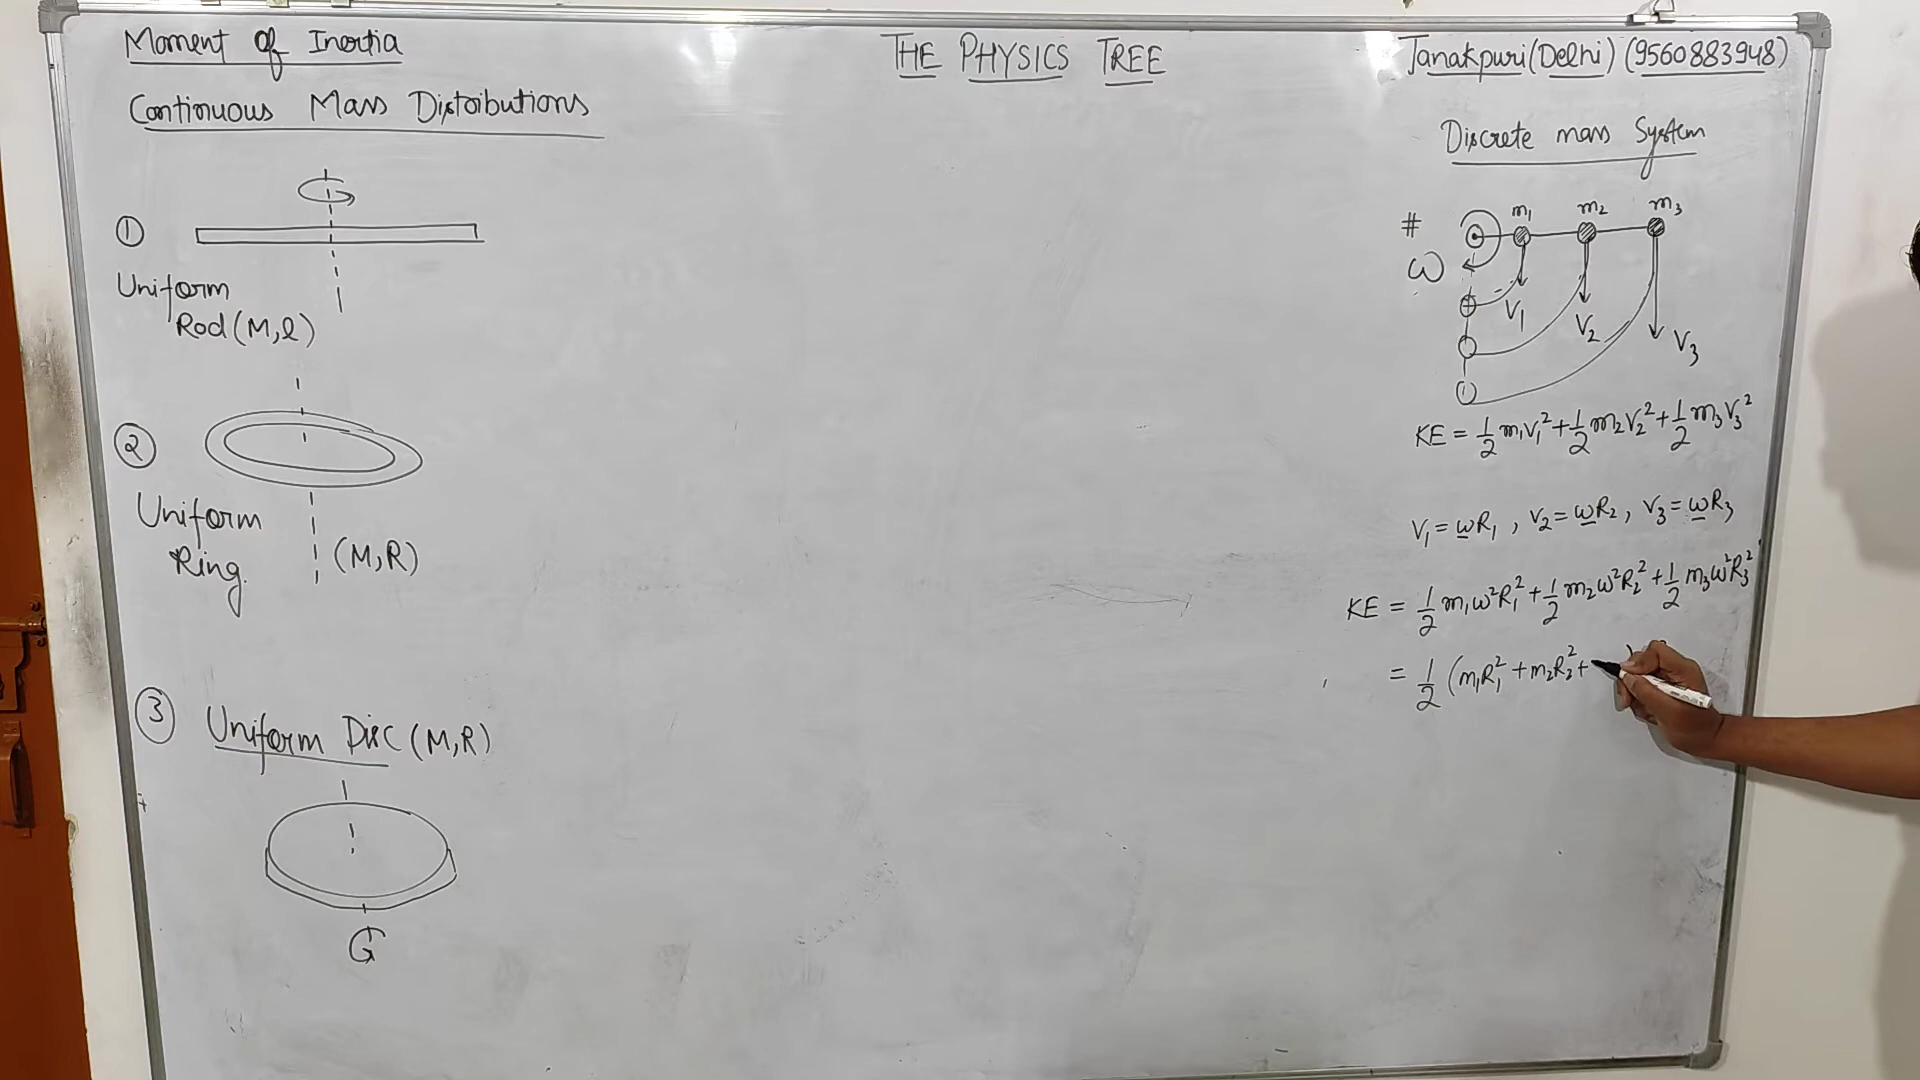 Moment of Inertia
THE PHYSICS TREE
Janakpuri (Delhi) (9560883948)
Continuous Mass Distributions
① 
Uniform
Rod (M, l)
②
Uniform
Ring.
(M, R)
③ Uniform Disc (M, R)
Discrete mass System
# m₁ m₂ m₃
ω
V₁ V₂ V₃
KE = 1/2 m₁V₁² + 1/2 m₂V₂² + 1/2 m₃V₃²
V₁ = ωR₁ , V₂ = ωR₂ , V₃ = ωR₃
KE = 1/2 m₁ω²R₁² + 1/2 m₂ω²R₂² + 1/2 m₃ω²R₃²
= 1/2 (m₁R₁² + m₂R₂² + )